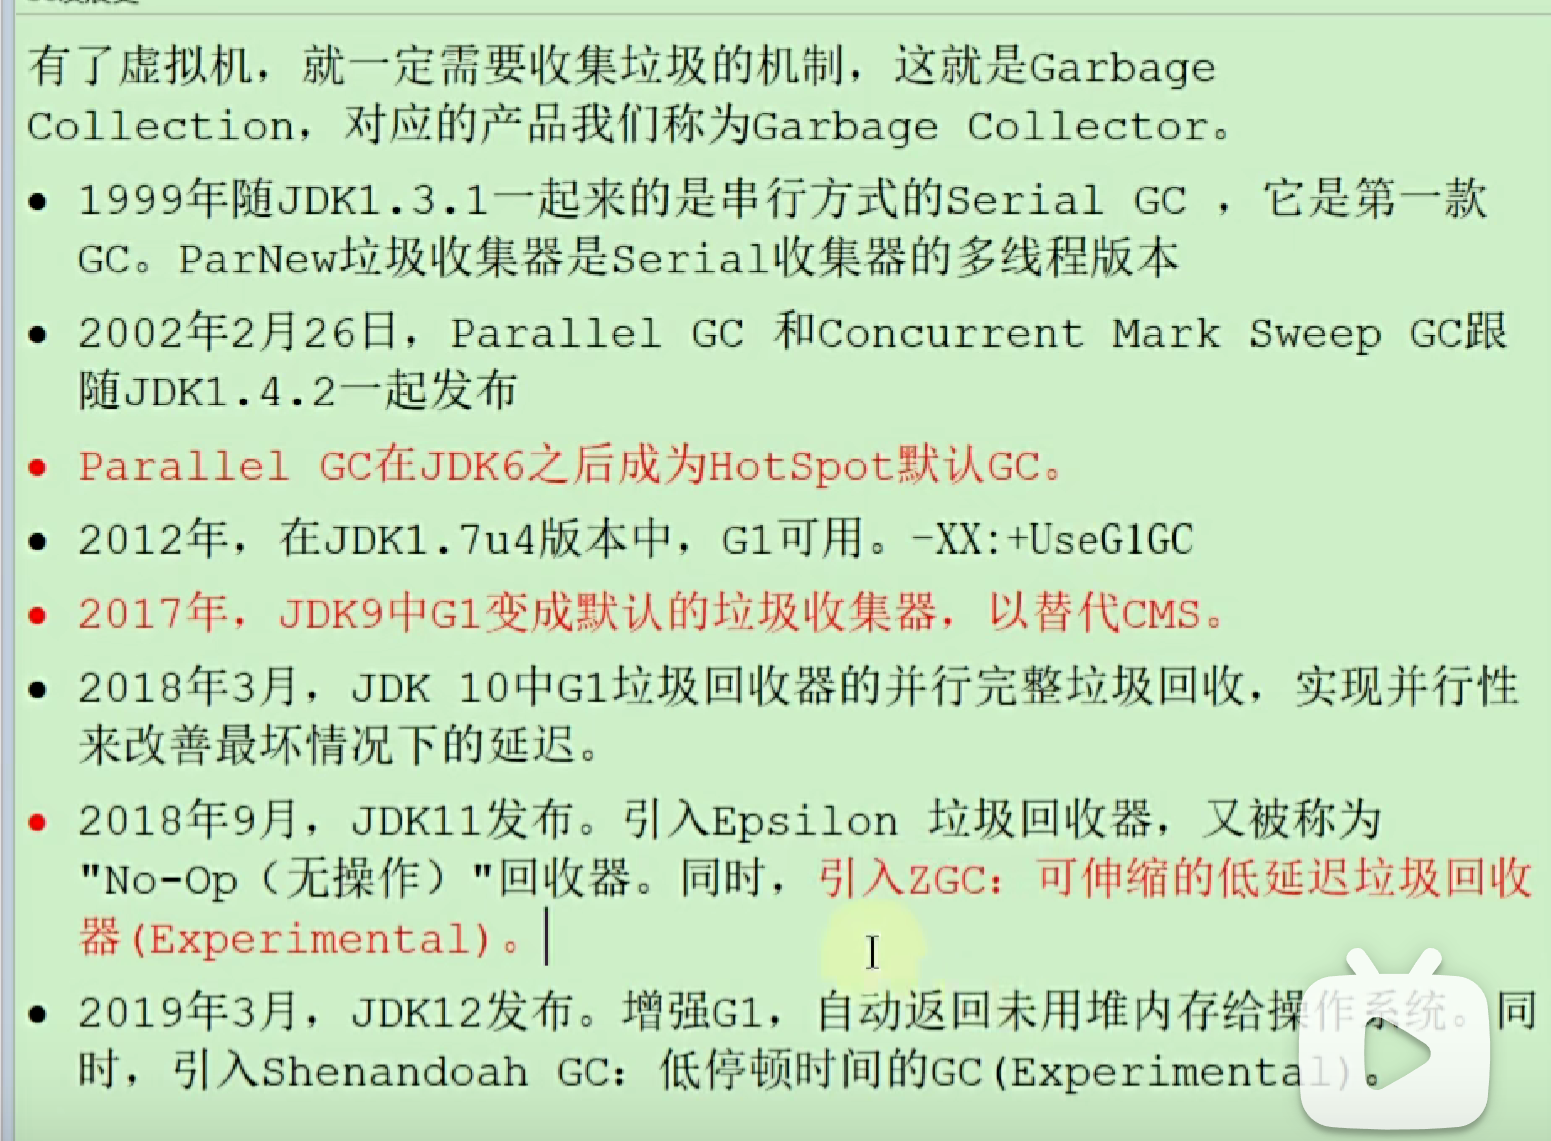 有了虚拟机，就一定需要收集垃圾的机制，这就是Garbage
Collection，对应的产品我们称为Garbage Collector。
● 1999年随JDK1.3.1一起来的是串行方式的Serial GC ，它是第一款
GC。ParNew垃圾收集器是Serial收集器的多线程版本
● 2002年2月26日，Parallel GC 和Concurrent Mark Sweep GC跟
随JDK1.4.2一起发布
● Parallel GC在JDK6之后成为HotSpot默认GC。
● 2012年，在JDK1.7u4版本中，G1可用。-XX:+UseG1GC
● 2017年，JDK9中G1变成默认的垃圾收集器，以替代CMS。
● 2018年3月，JDK 10中G1垃圾回收器的并行完整垃圾回收，实现并行性
来改善最坏情况下的延迟。
● 2018年9月，JDK11发布。引入Epsilon 垃圾回收器，又被称为
"No-Op（无操作）"回收器。同时，引入ZGC：可伸缩的低延迟垃圾回收
器(Experimental)。
● 2019年3月，JDK12发布。增强G1，自动返回未用堆内存给操作系统。同
时，引入Shenandoah GC：低停顿时间的GC(Experimental)。